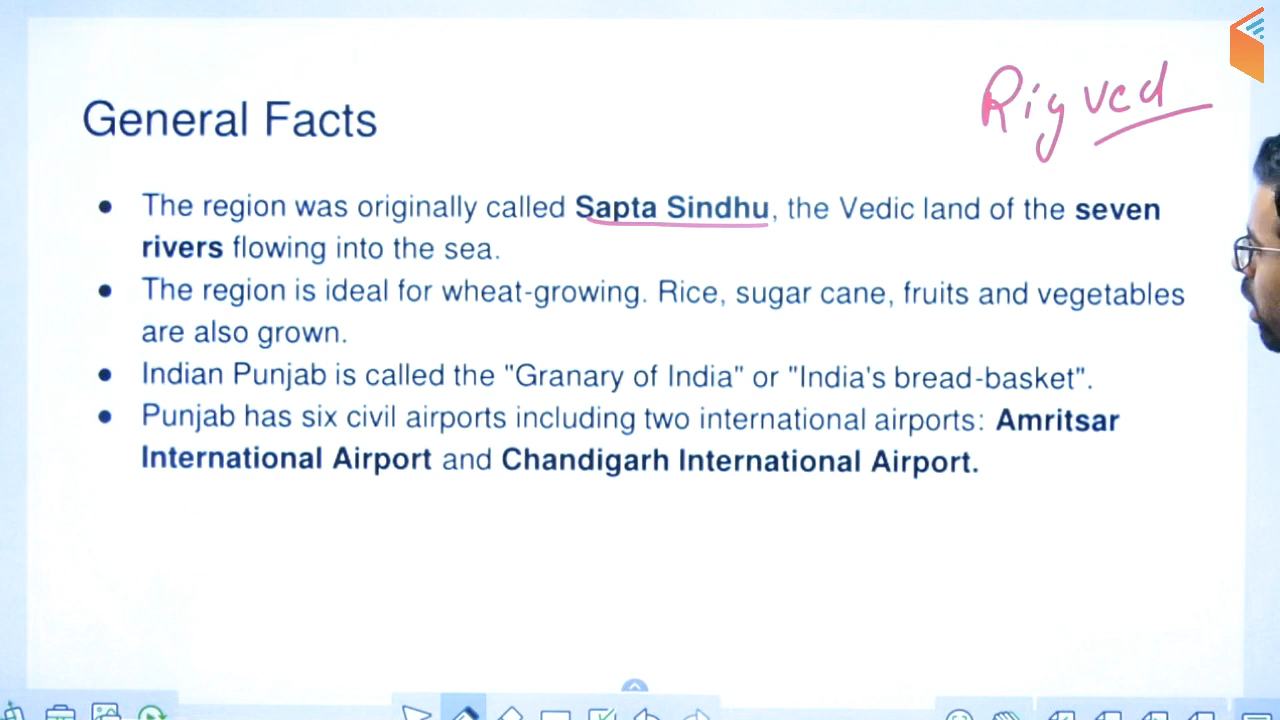 Rigved
General Facts
• The region was originally called Sapta Sindhu, the Vedic land of the seven
rivers flowing into the sea.
• The region is ideal for wheat-growing. Rice, sugar cane, fruits and vegetables
are also grown.
• Indian Punjab is called the "Granary of India" or "India's bread-basket".
• Punjab has six civil airports including two international airports: Amritsar
International Airport and Chandigarh International Airport.